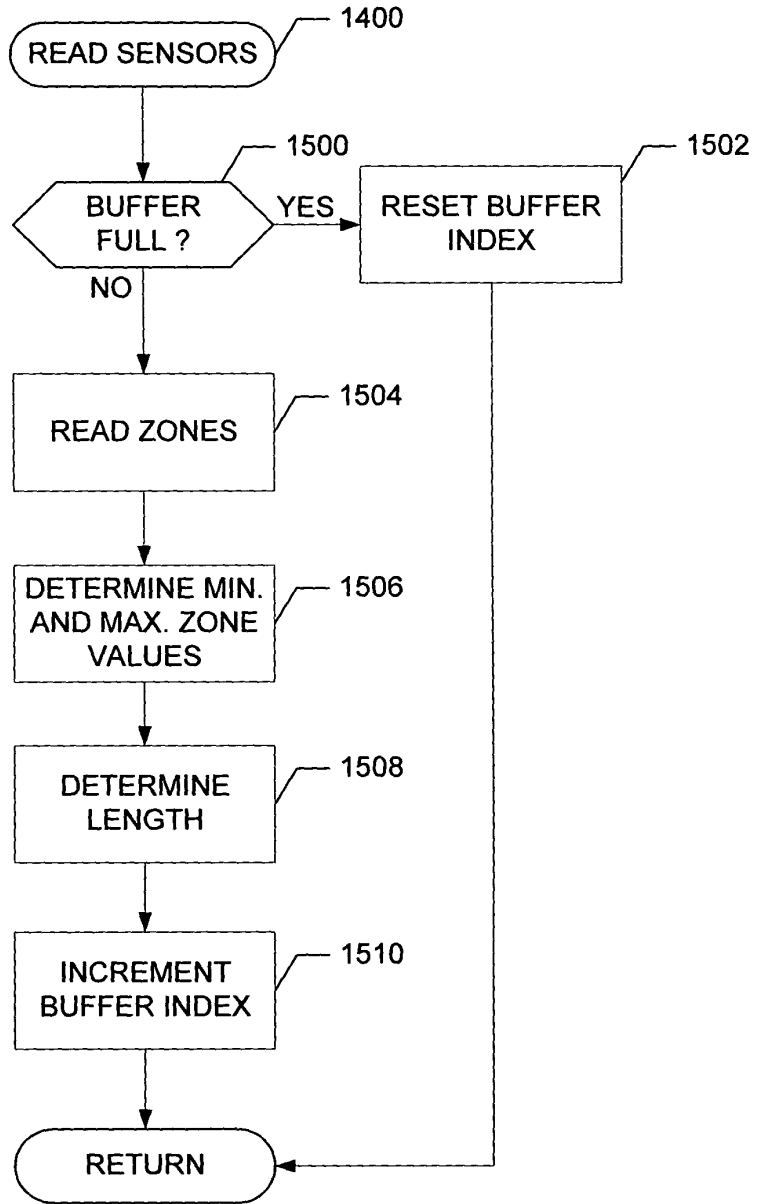 READ SENSORS
1400
BUFFER
FULL ?
1500
YES
NO
RESET BUFFER
INDEX
1502
READ ZONES
1504
DETERMINE MIN.
AND MAX. ZONE
VALUES
1506
DETERMINE
LENGTH
1508
INCREMENT
BUFFER INDEX
1510
RETURN